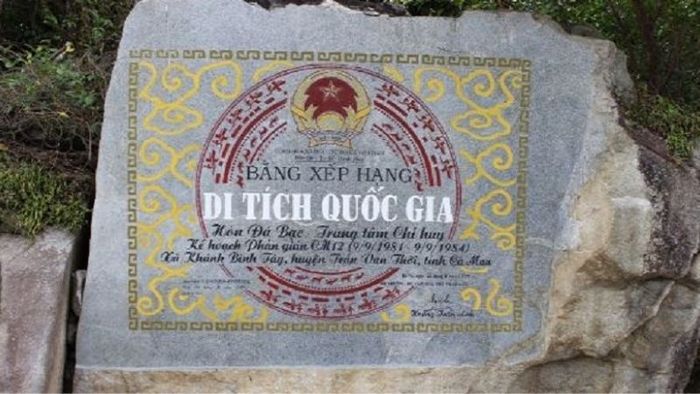 BẰNG XẾP HẠNG
DI TÍCH QUỐC GIA
Hòn Đá Bạc - Trung tâm Chỉ huy
Kế hoạch Phản gián CM12 (9/9/1981 - 9/9/1984)
Xã Khánh Bình Tây, huyện Trần Văn Thời, tỉnh Cà Mau